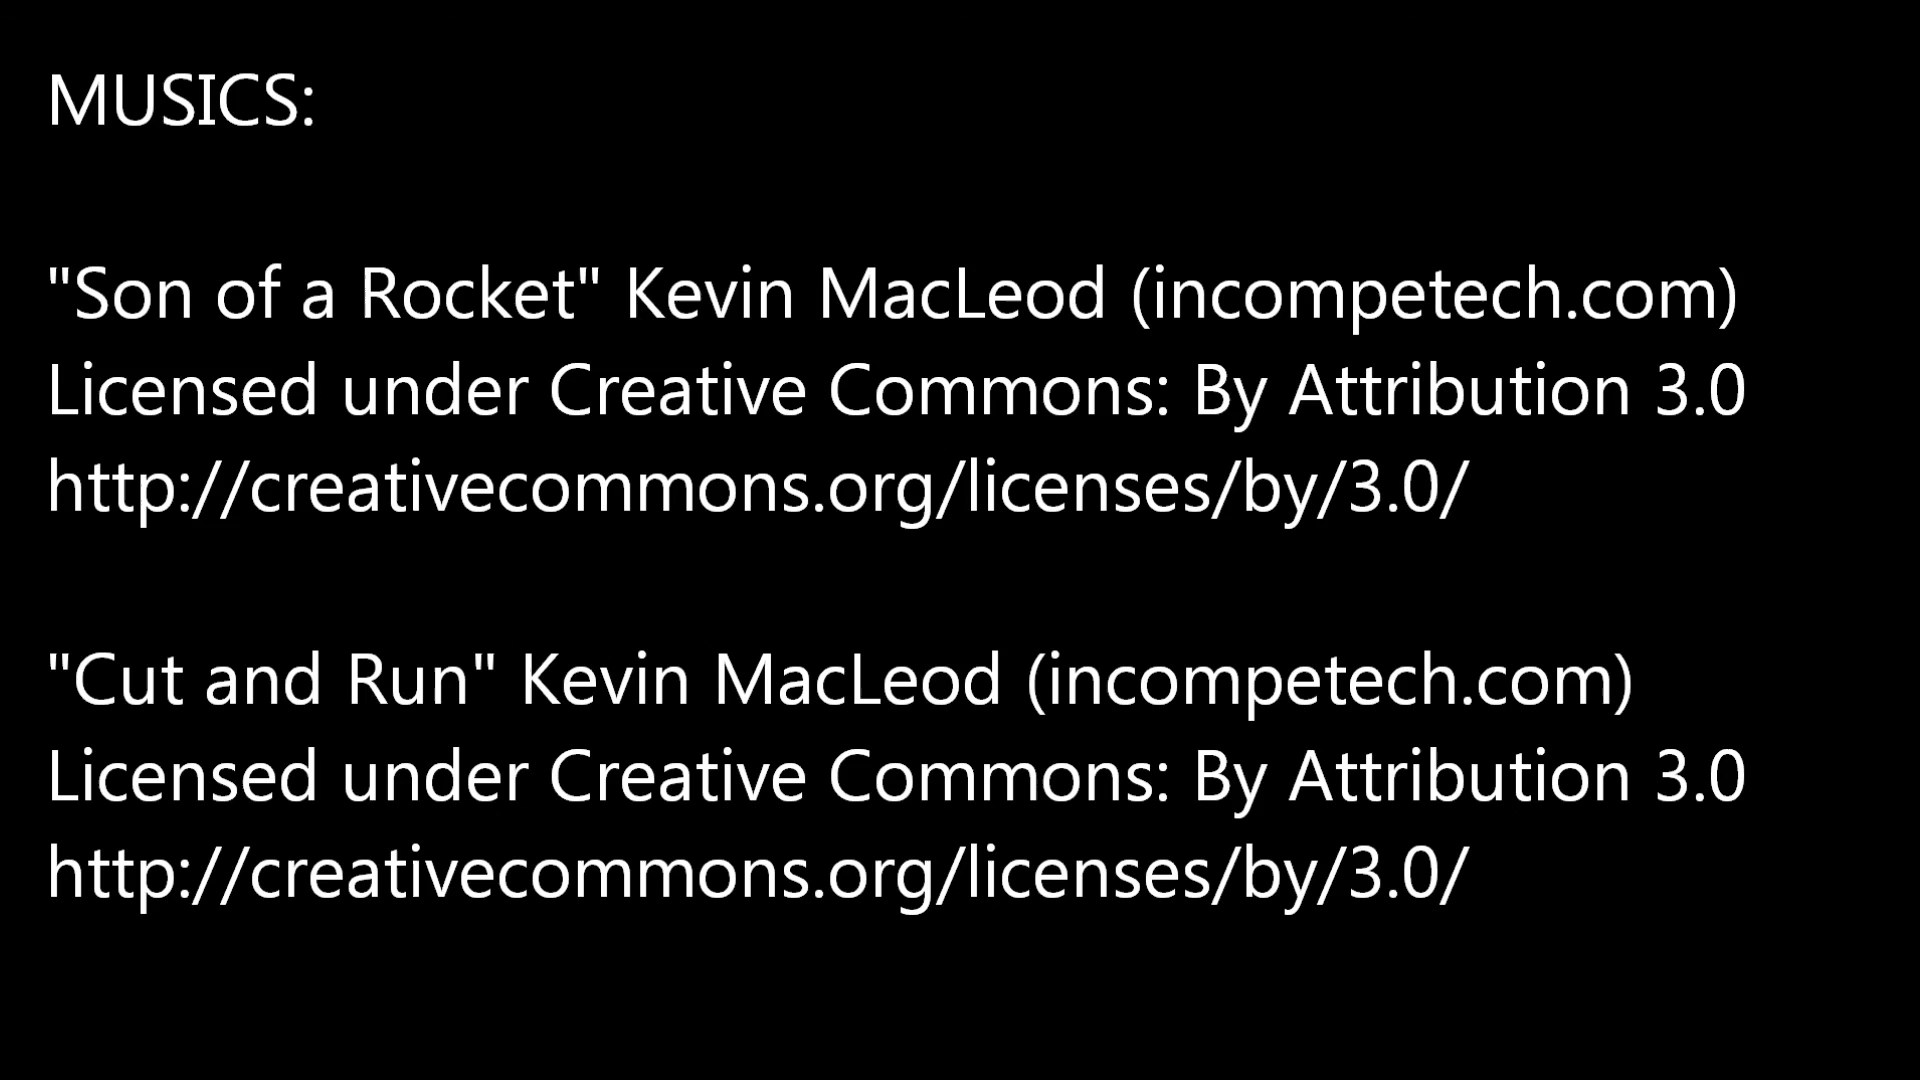 MUSICS:
"Son of a Rocket" Kevin MacLeod (incompetech.com)
Licensed under Creative Commons: By Attribution 3.0
http://creativecommons.org/licenses/by/3.0/
"Cut and Run" Kevin MacLeod (incompetech.com)
Licensed under Creative Commons: By Attribution 3.0
http://creativecommons.org/licenses/by/3.0/